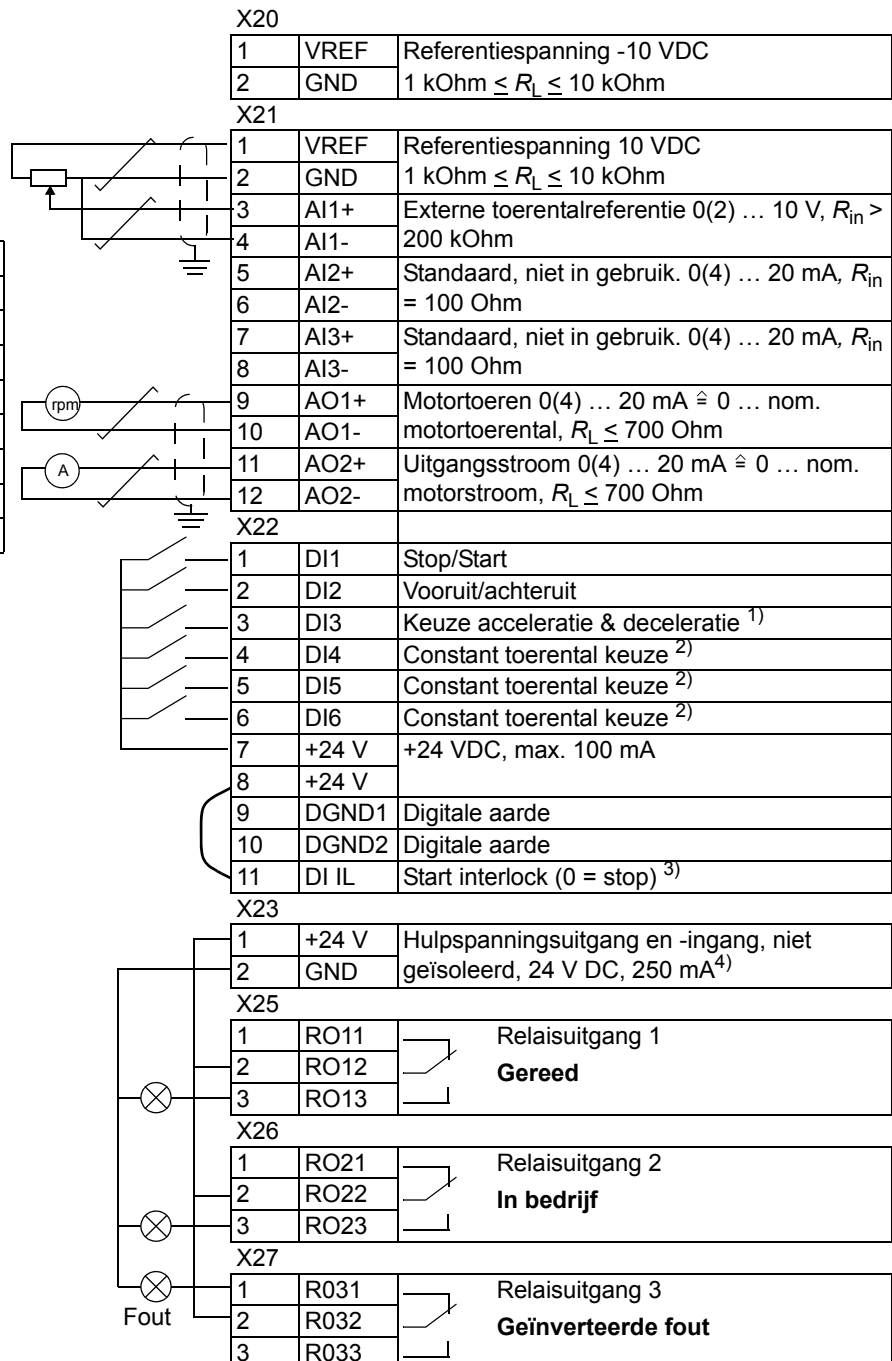 X20
1 VREF Referentiespanning -10 VDC
2 GND 1 kOhm ≤ RL ≤ 10 kOhm
X21
1 VREF Referentiespanning 10 VDC
2 GND 1 kOhm ≤ RL ≤ 10 kOhm
3 AI1+ Externe toerentalreferentie 0(2) … 10 V, Rin >
4 AI1- 200 kOhm
5 AI2+ Standaard, niet in gebruik. 0(4) … 20 mA, Rin
6 AI2- = 100 Ohm
7 AI3+ Standaard, niet in gebruik. 0(4) … 20 mA, Rin
8 AI3- = 100 Ohm
rpm 9 AO1+ Motortoeren 0(4) … 20 mA ≙ 0 … nom.
10 AO1- motortoerental, RL ≤ 700 Ohm
A 11 AO2+ Uitgangsstroom 0(4) … 20 mA ≙ 0 … nom.
12 AO2- motorstroom, RL ≤ 700 Ohm
X22
1 DI1 Stop/Start
2 DI2 Vooruit/achteruit
3 DI3 Keuze acceleratie & deceleratie 1)
4 DI4 Constant toerental keuze 2)
5 DI5 Constant toerental keuze 2)
6 DI6 Constant toerental keuze 2)
7 +24 V +24 VDC, max. 100 mA
8 +24 V
9 DGND1 Digitale aarde
10 DGND2 Digitale aarde
11 DI IL Start interlock (0 = stop) 3)
X23
1 +24 V Hulpspanningsuitgang en -ingang, niet
2 GND geïsoleerd, 24 V DC, 250 mA4)
X25
1 RO11 Relaisuitgang 1
2 RO12 Gereed
3 RO13
X26
1 RO21 Relaisuitgang 2
2 RO22 In bedrijf
3 RO23
X27
1 R031 Relaisuitgang 3
Fout 2 R032 Geïnverteerde fout
3 R033